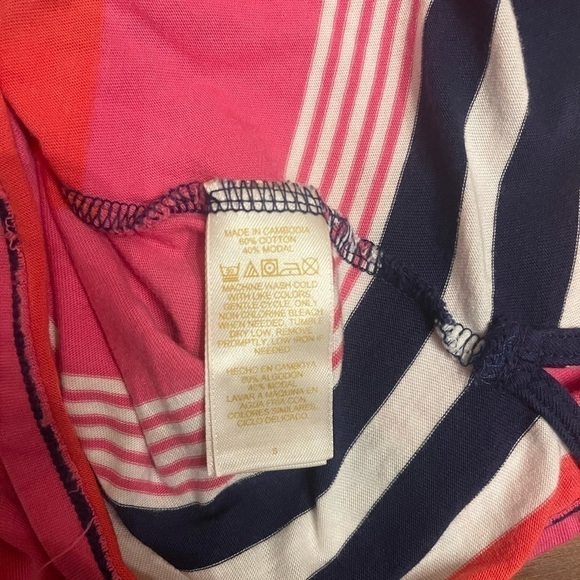 MADE IN CAMBODIA
60% COTTON
40% MODAL
MACHINE WASH COLD
WITH LIKE COLORS,
GENTLE CYCLE. ONLY
NON CHLORINE BLEACH
WHEN NEEDED. TUMBLE
DRY LOW, REMOVE
PROMPTLY, LOW IRON IF
NEEDED
HECHO EN CAMBOYA
60% ALGODON
40% MODAL
LAVAR A MAQUINA EN
AGUA FRIA CON
COLORES SIMILARES,
CICLO DELICADO.
S